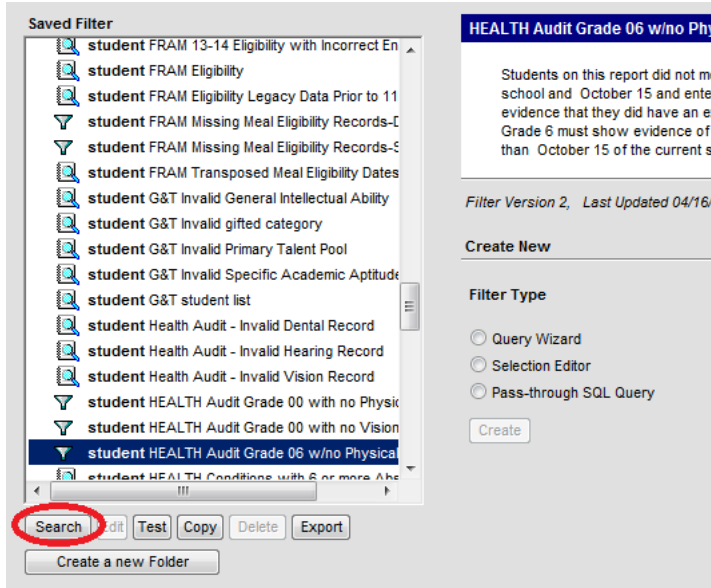 Saved Filter
student FRAM 13-14 Eligibility with Incorrect En
student FRAM Eligibility
student FRAM Eligibility Legacy Data Prior to 11
student FRAM Missing Meal Eligibility Records-D
student FRAM Missing Meal Eligibility Records-S
student FRAM Transposed Meal Eligibility Dates
student G&T Invalid General Intellectual Ability
student G&T Invalid gifted category
student G&T Invalid Primary Talent Pool
student G&T Invalid Specific Academic Aptitude
student G&T student list
student Health Audit - Invalid Dental Record
student Health Audit - Invalid Hearing Record
student Health Audit - Invalid Vision Record
student HEALTH Audit Grade 00 with no Physic
student HEALTH Audit Grade 00 with no Vision
student HEALTH Audit Grade 06 w/no Physical
student HEALTH Conditions with 6 or more Abs
Search Edit Test Copy Delete Export
Create a new Folder
HEALTH Audit Grade 06 w/no Phy
Students on this report did not m
school and October 15 and ente
evidence that they did have an e
Grade 6 must show evidence of
than October 15 of the current s
Filter Version 2, Last Updated 04/16/
Create New
Filter Type
Query Wizard
Selection Editor
Pass-through SQL Query
Create